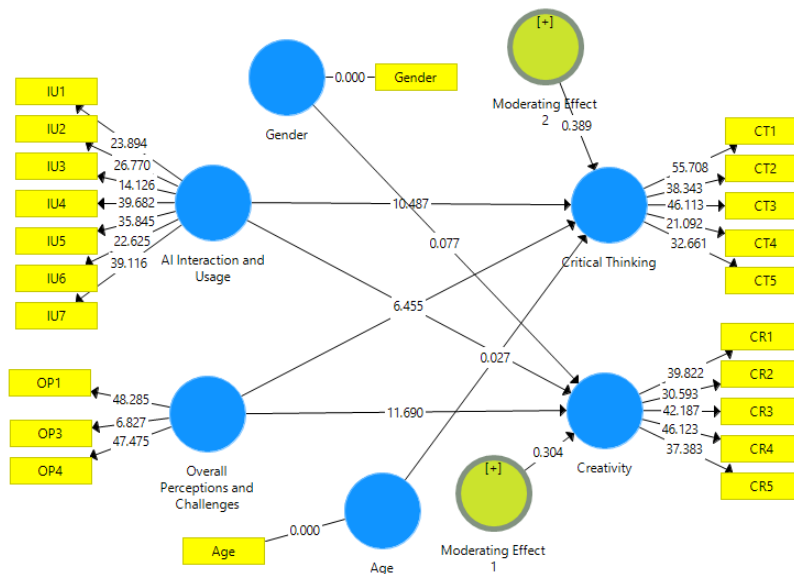 [+]
Moderating Effect
2
0.389
0.000
Gender
Gender
IU1
IU2
IU3
IU4
IU5
IU6
IU7
23.894
26.770
14.126
39.682
35.845
22.625
39.116
AI Interaction and
Usage
10.487
0.077
CT1
CT2
CT3
CT4
CT5
55.708
38.343
46.113
21.092
32.661
Critical Thinking
6.455
0.027
OP1
OP3
OP4
48.285
6.827
47.475
Overall
Perceptions and
Challenges
11.690
CR1
CR2
CR3
CR4
CR5
39.822
30.593
42.187
46.123
37.383
Creativity
0.304
[+]
Moderating Effect
1
Age
0.000
Age